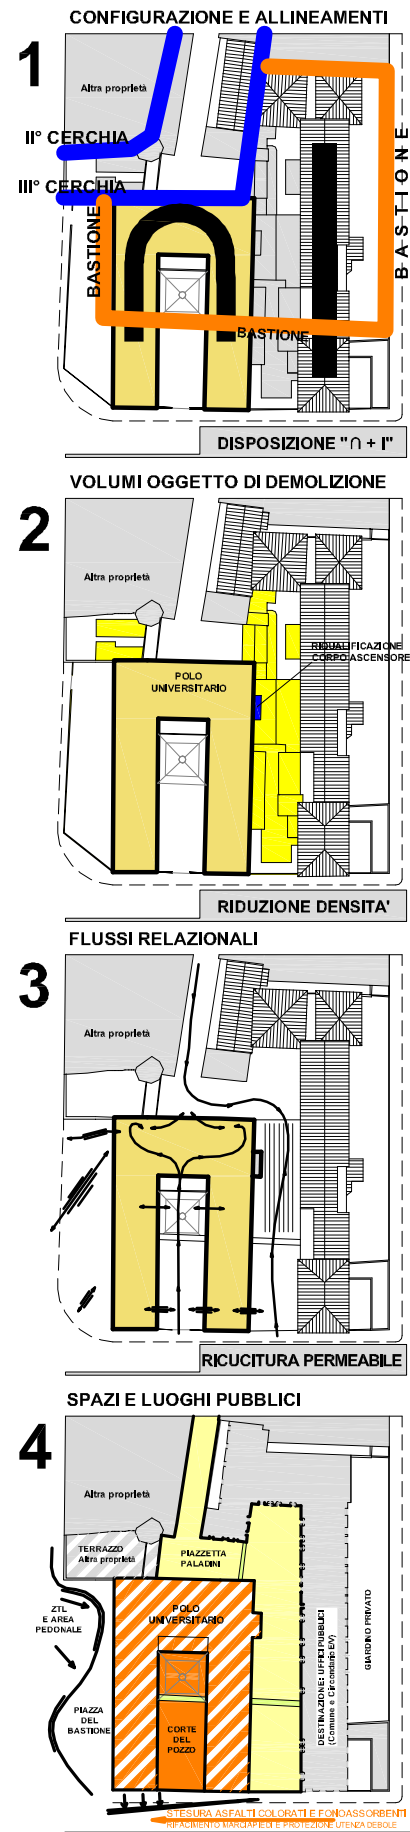 CONFIGURAZIONE E ALLINEAMENTI
1
Altra proprietà
II° CERCHIA
III° CERCHIA
BASTIONE
BASTIONE
BASTIONE
DISPOSIZIONE "∩ + I"
VOLUMI OGGETTO DI DEMOLIZIONE
2
Altra proprietà
RIQUALIFICAZIONE
CORPO ASCENSORE
POLO
UNIVERSITARIO
RIDUZIONE DENSITA'
FLUSSI RELAZIONALI
3
Altra proprietà
RICUCITURA PERMEABILE
SPAZI E LUOGHI PUBBLICI
4
Altra proprietà
TERRAZZO
Altra proprietà
PIAZZETTA
PALADINI
ZTL
E AREA
PEDONALE
POLO
UNIVERSITARIO
PIAZZA
DEL
BASTIONE
CORTE
DEL
POZZO
DESTINAZIONE: UFFICI PUBBLICI
(Comune e Circondario E/V)
GIARDINO PRIVATO
STESURA ASFALTI COLORATI E FONOASSORBENTI
RIFACIMENTO MARCIAPIEDI E PROTEZIONE UTENZA DEBOLE